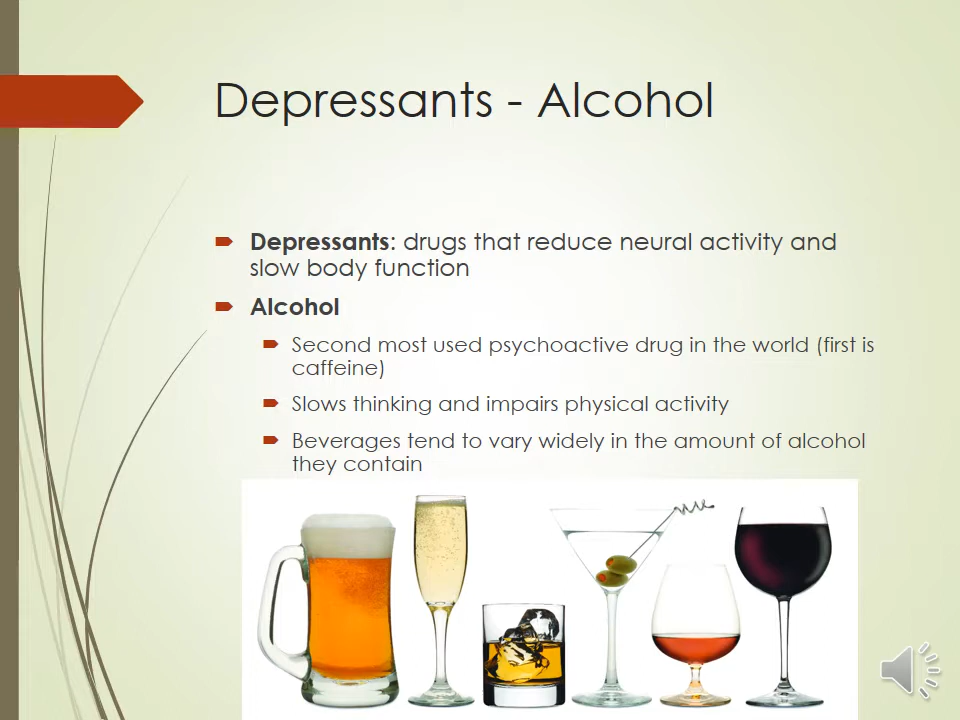 Depressants - Alcohol
Depressants: drugs that reduce neural activity and
slow body function
Alcohol
Second most used psychoactive drug in the world (first is
caffeine)
Slows thinking and impairs physical activity
Beverages tend to vary widely in the amount of alcohol
they contain